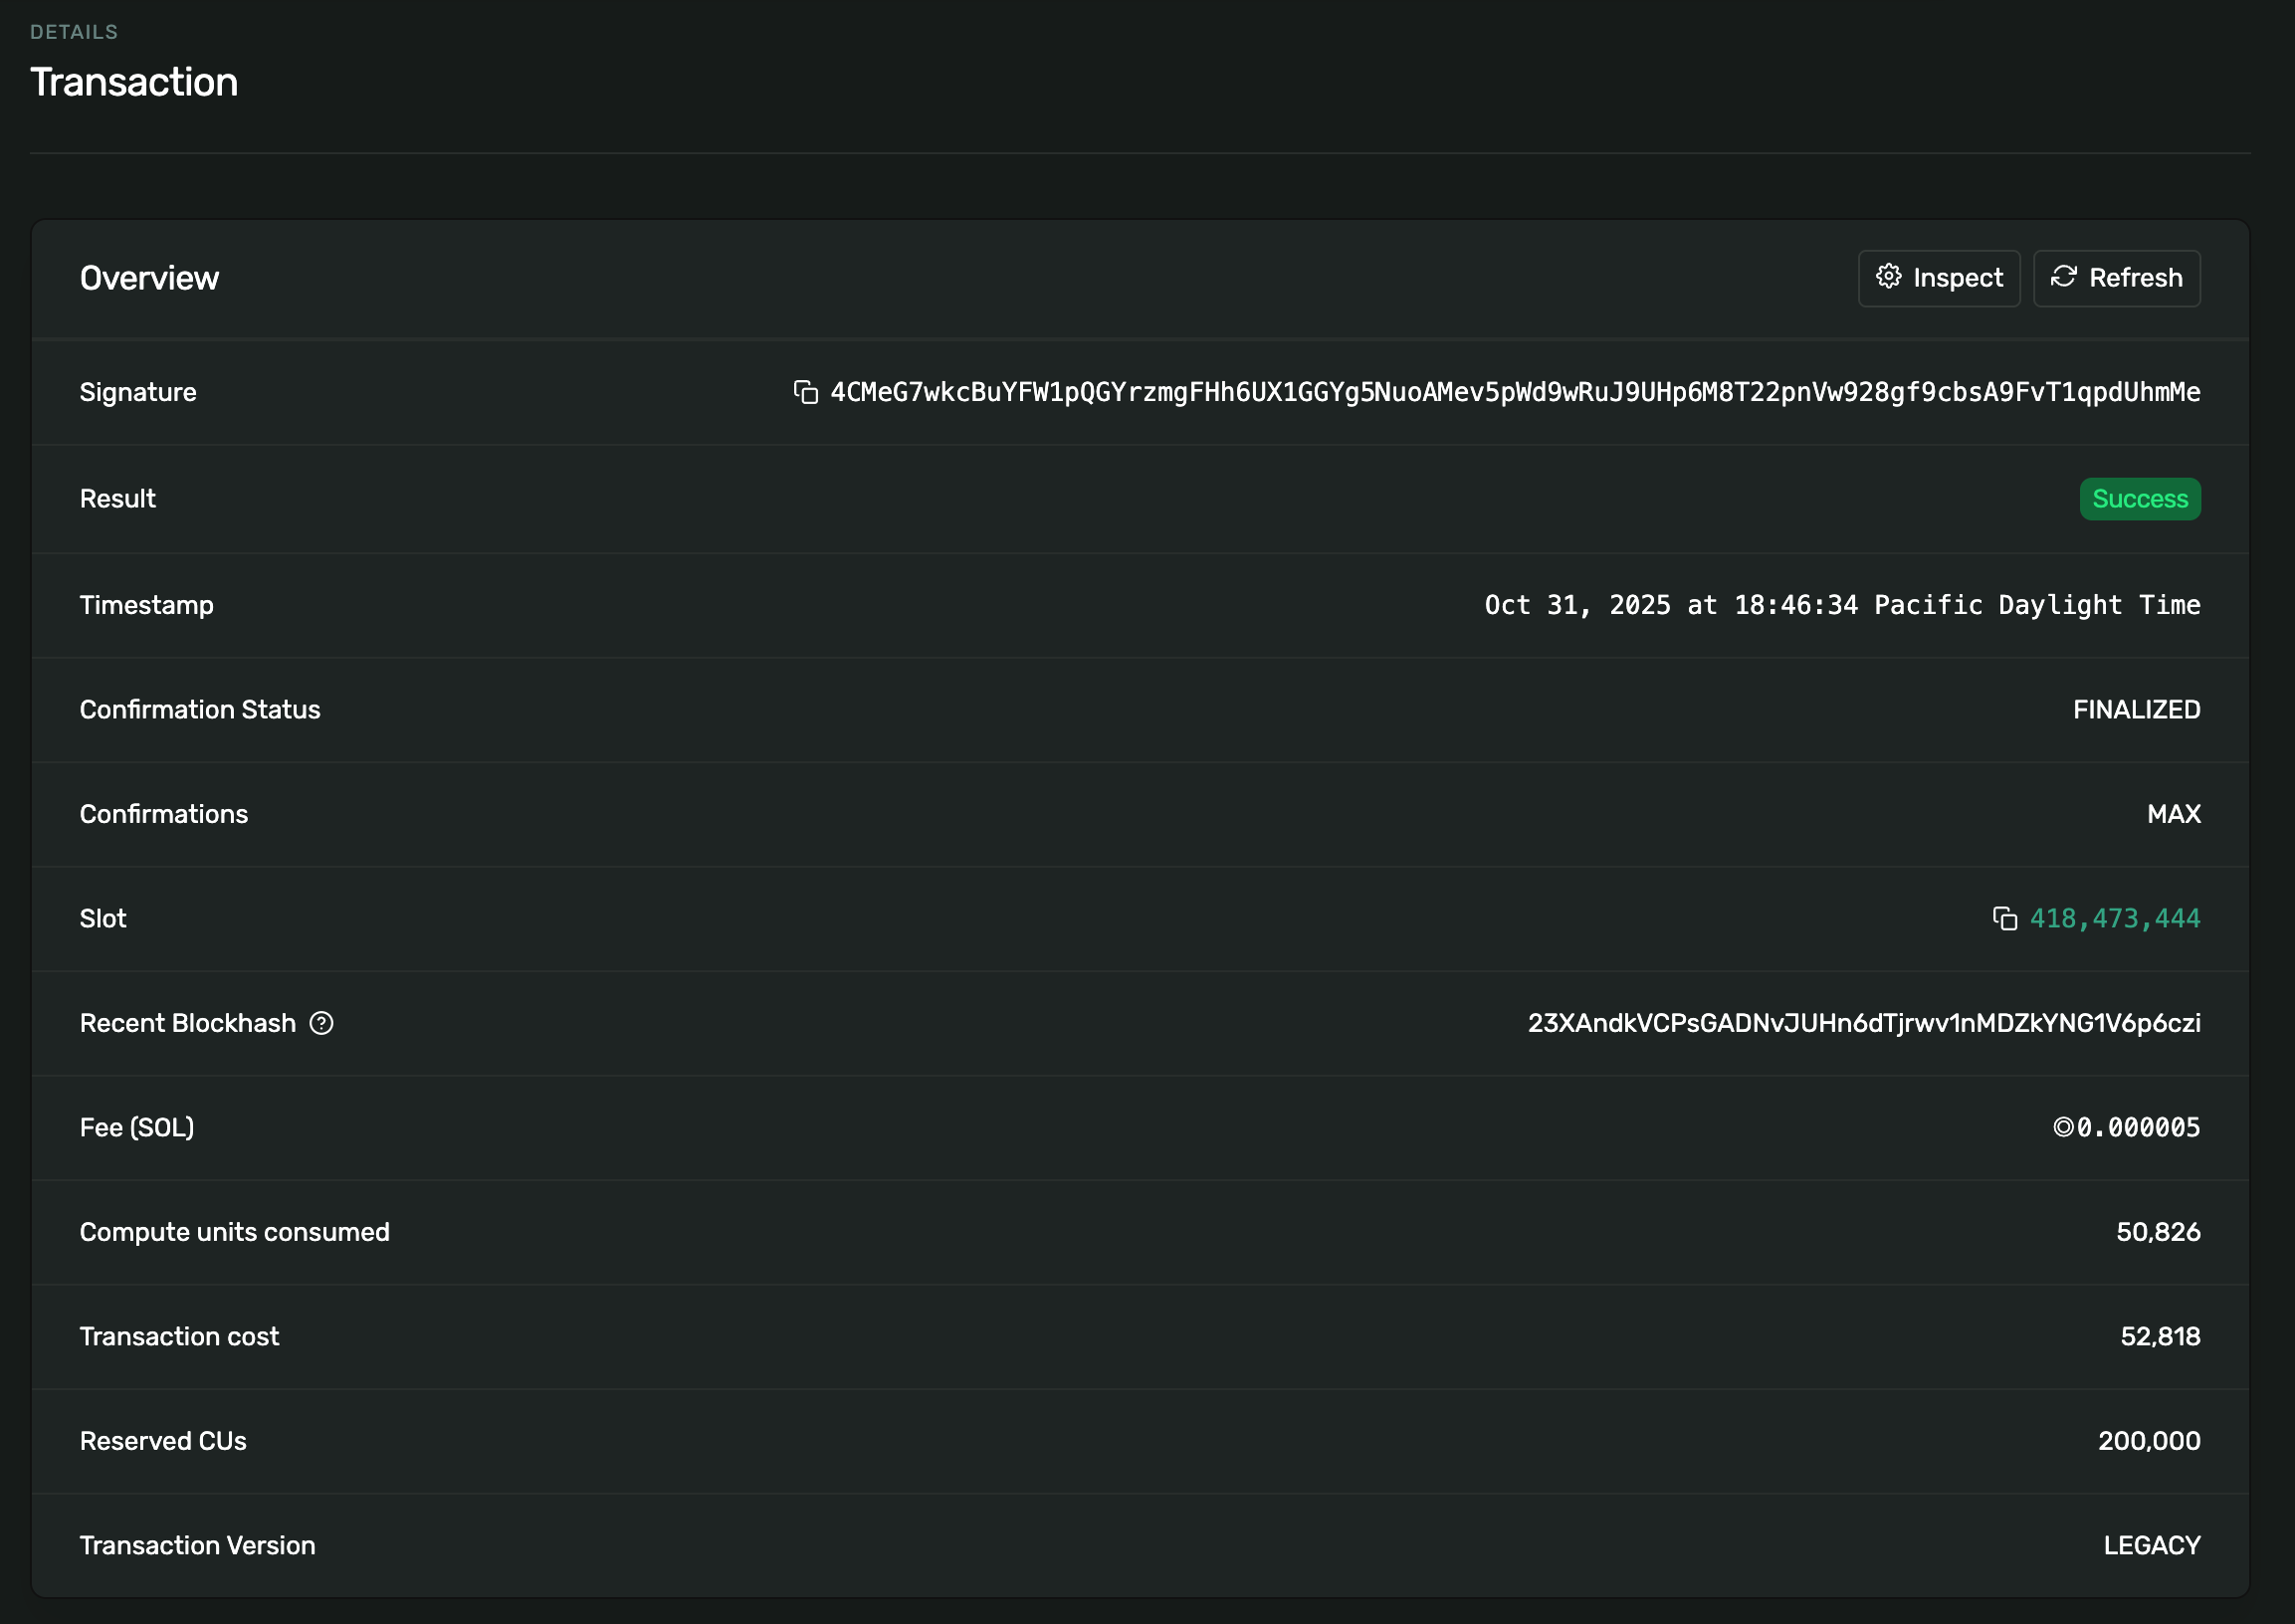 DETAILS
Transaction
Overview
Inspect
Refresh
Signature 4CMeG7wkcBuYFW1pQGYrzmgFHh6UX1GGYg5NuoAMev5pWd9wRuJ9UHp6M8T22pnVw928gf9cbsA9FvT1qpdUhmMe
Result Success
Timestamp Oct 31, 2025 at 18:46:34 Pacific Daylight Time
Confirmation Status FINALIZED
Confirmations MAX
Slot 418,473,444
Recent Blockhash 23XAndkVCPsGADNvJUHn6dTjrwv1nMDZkYNG1V6p6czi
Fee (SOL) ◎0.000005
Compute units consumed 50,826
Transaction cost 52,818
Reserved CUs 200,000
Transaction Version LEGACY